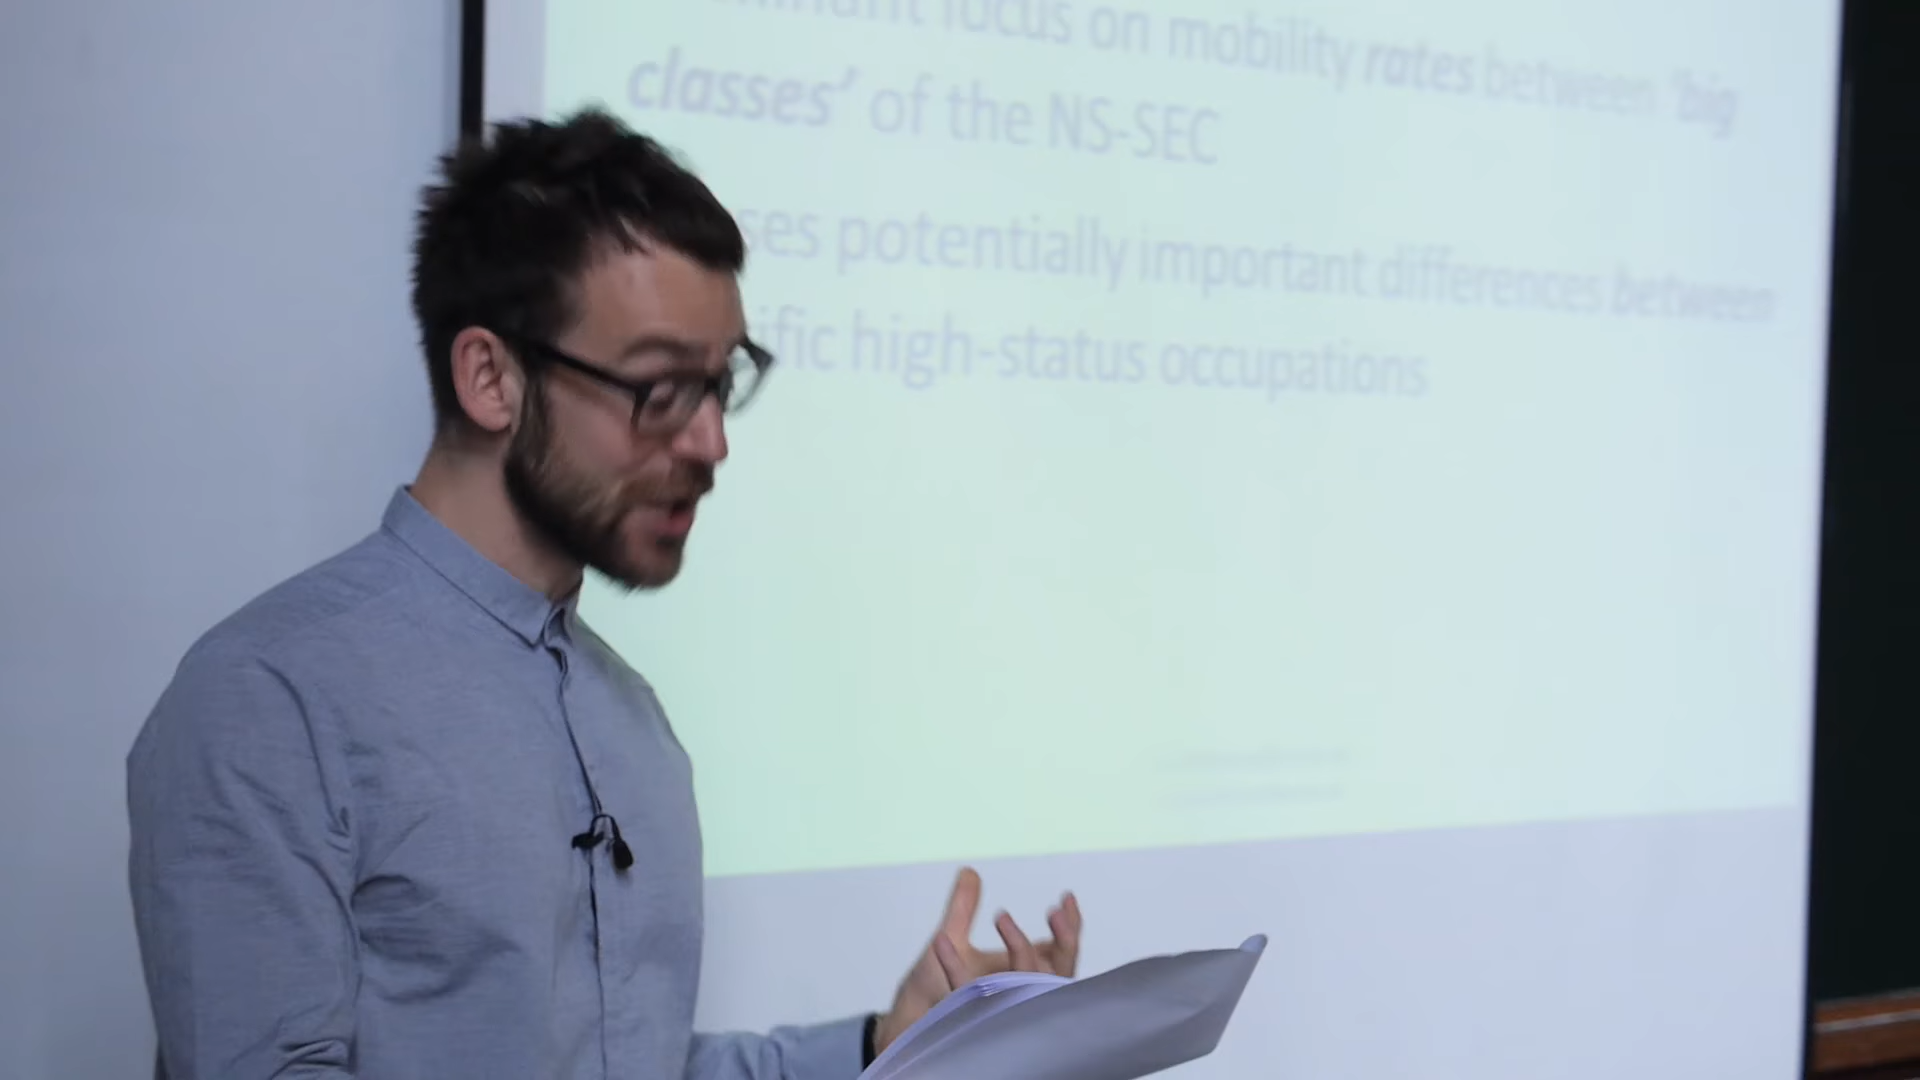 focus on mobility rates between 'big
classes' of the NS-SEC
potentially important differences between
high-status occupations